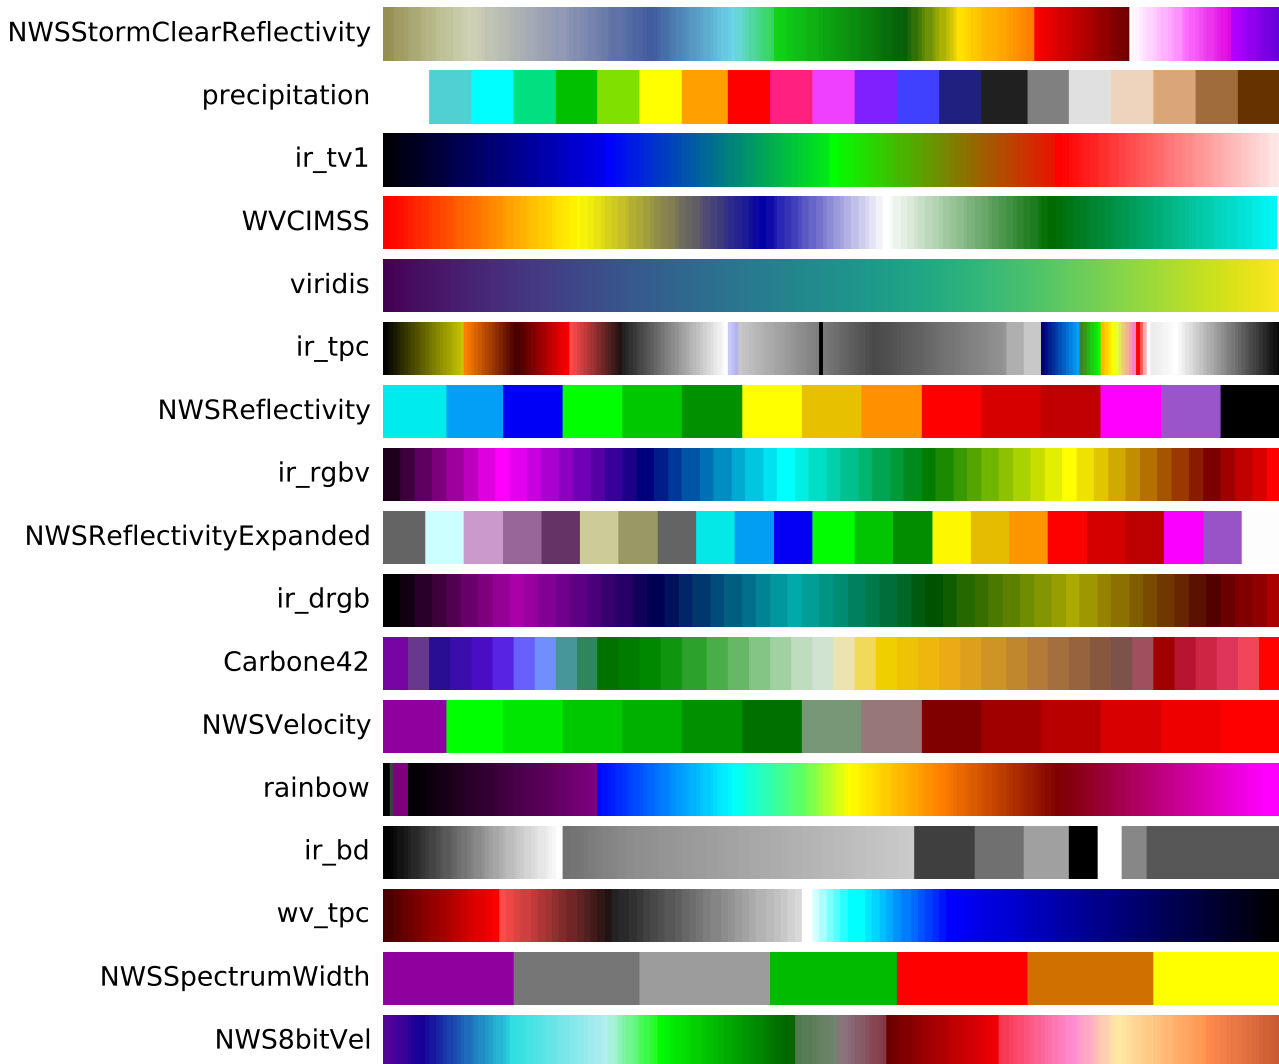 NWSStormClearReflectivity
precipitation
ir_tv1
WVCIMSS
viridis
ir_tpc
NWSReflectivity
ir_rgbv
NWSReflectivityExpanded
ir_drgb
Carbone42
NWSVelocity
rainbow
ir_bd
wv_tpc
NWSSpectrumWidth
NWS8bitVel